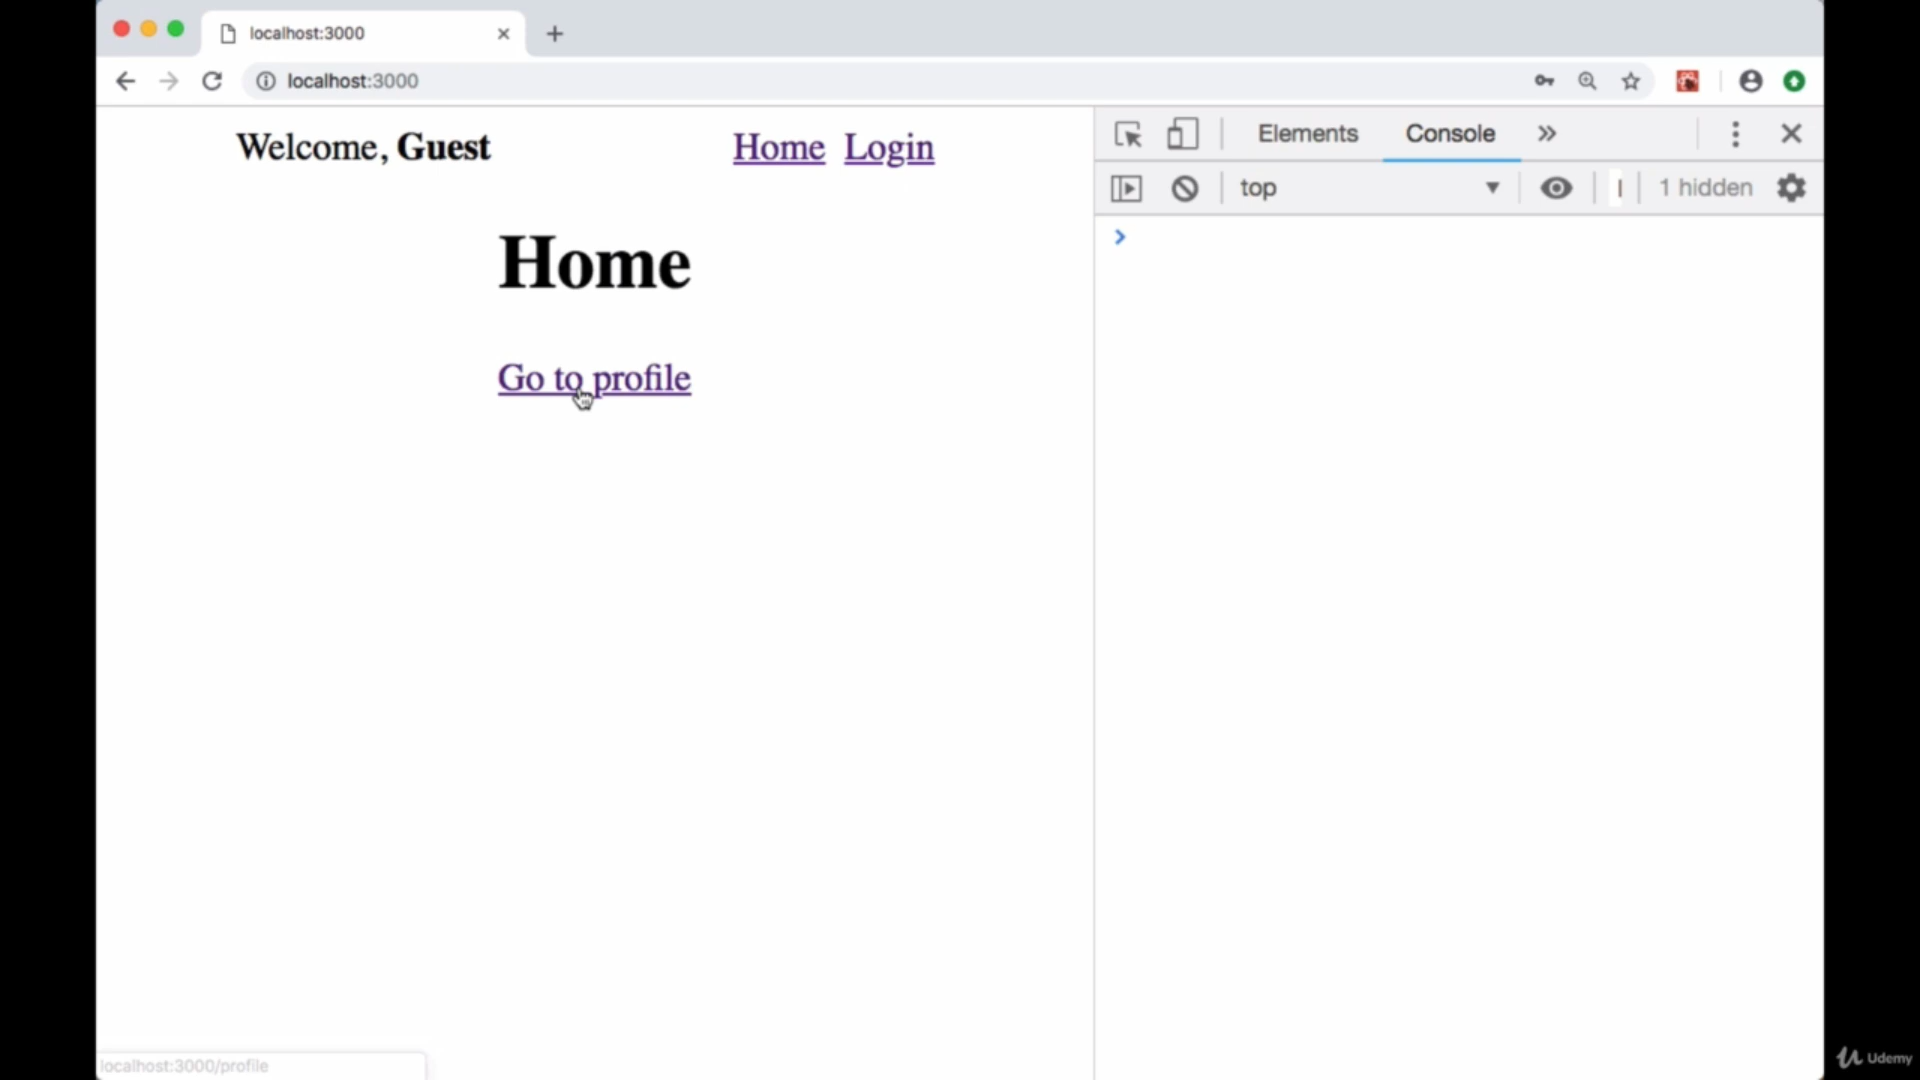 localhost:3000
localhost:3000
Welcome, Guest
Home Login
Elements Console
top
1 hidden
Home
Go to profile
localhost:3000/profile
Udemy